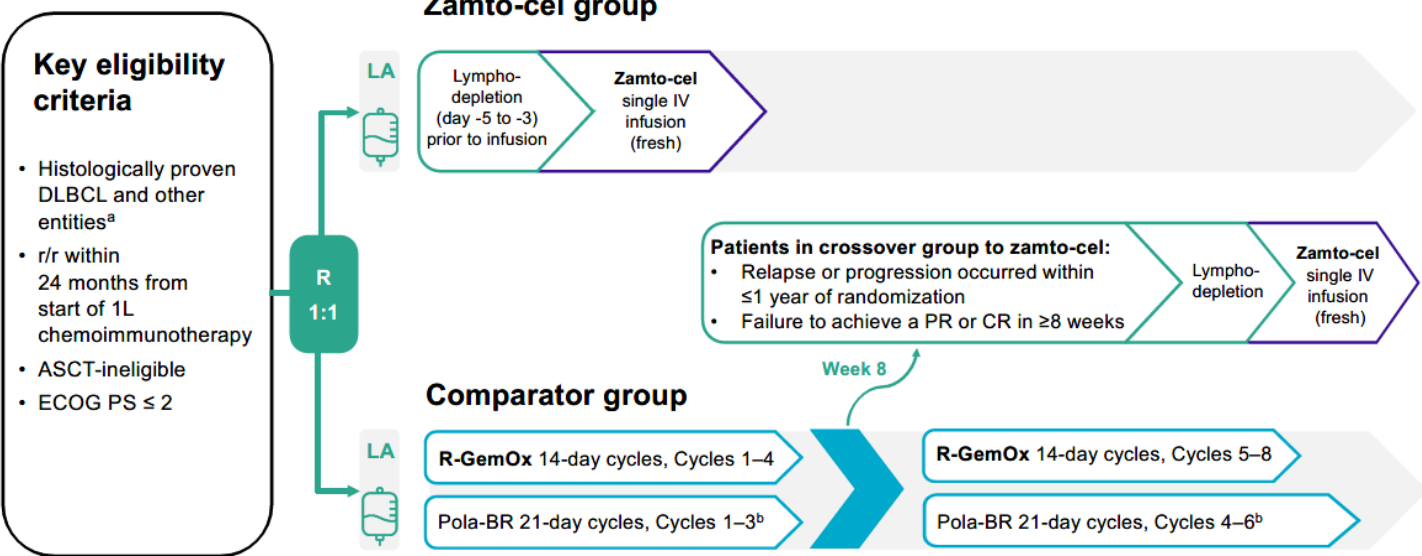 Zamto-cel group
Key eligibility
criteria
• Histologically proven
DLBCL and other
entitiesᵃ
• r/r within
24 months from
start of 1L
chemoimmunotherapy
• ASCT-ineligible
• ECOG PS ≤ 2
R
1:1
LA
Lympho-
depletion
(day -5 to -3)
prior to infusion
Zamto-cel
single IV
infusion
(fresh)
Patients in crossover group to zamto-cel:
• Relapse or progression occurred within
≤1 year of randomization
• Failure to achieve a PR or CR in ≥8 weeks
Lympho-
depletion
Zamto-cel
single IV
infusion
(fresh)
Week 8
Comparator group
LA
R-GemOx 14-day cycles, Cycles 1–4
Pola-BR 21-day cycles, Cycles 1–3ᵇ
R-GemOx 14-day cycles, Cycles 5–8
Pola-BR 21-day cycles, Cycles 4–6ᵇ